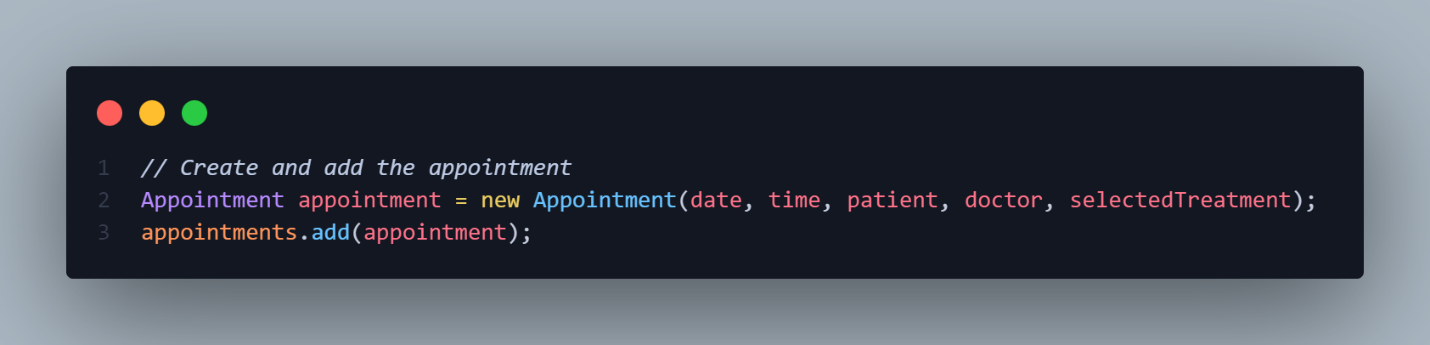 1 // Create and add the appointment
2 Appointment appointment = new Appointment(date, time, patient, doctor, selectedTreatment);
3 appointments.add(appointment);